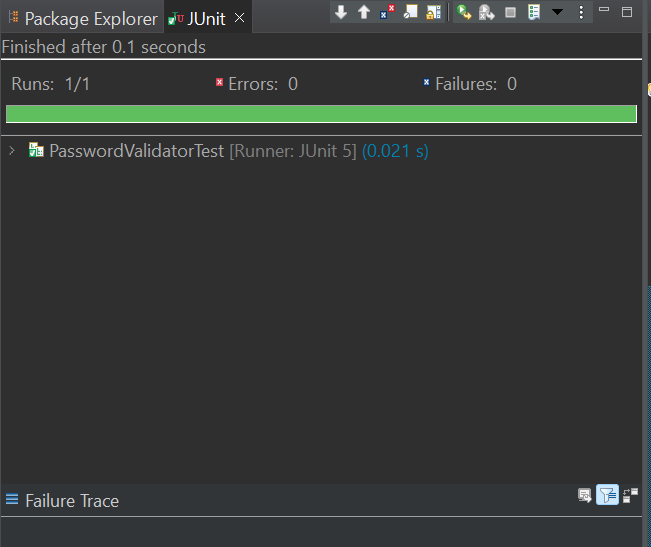 Package Explorer JUnit
Finished after 0.1 seconds
Runs: 1/1 Errors: 0 Failures: 0
PasswordValidatorTest [Runner: JUnit 5] (0.021 s)
Failure Trace